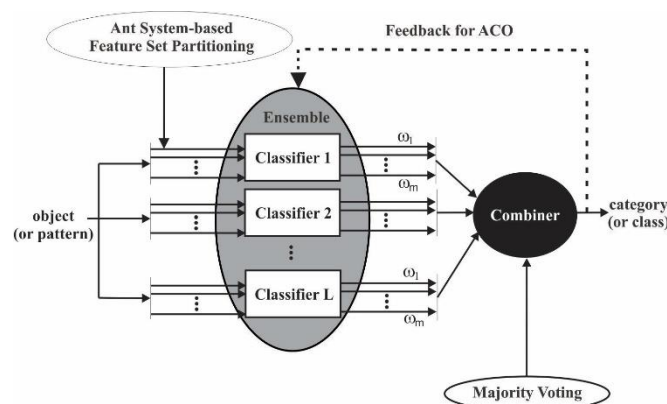 Ant System-based
Feature Set Partitioning
Feedback for ACO
Ensemble
Classifier 1
ω1
ωm
Classifier 2
object
(or pattern)
Combiner
category
(or class)
Classifier L
ω1
ωm
Majority Voting